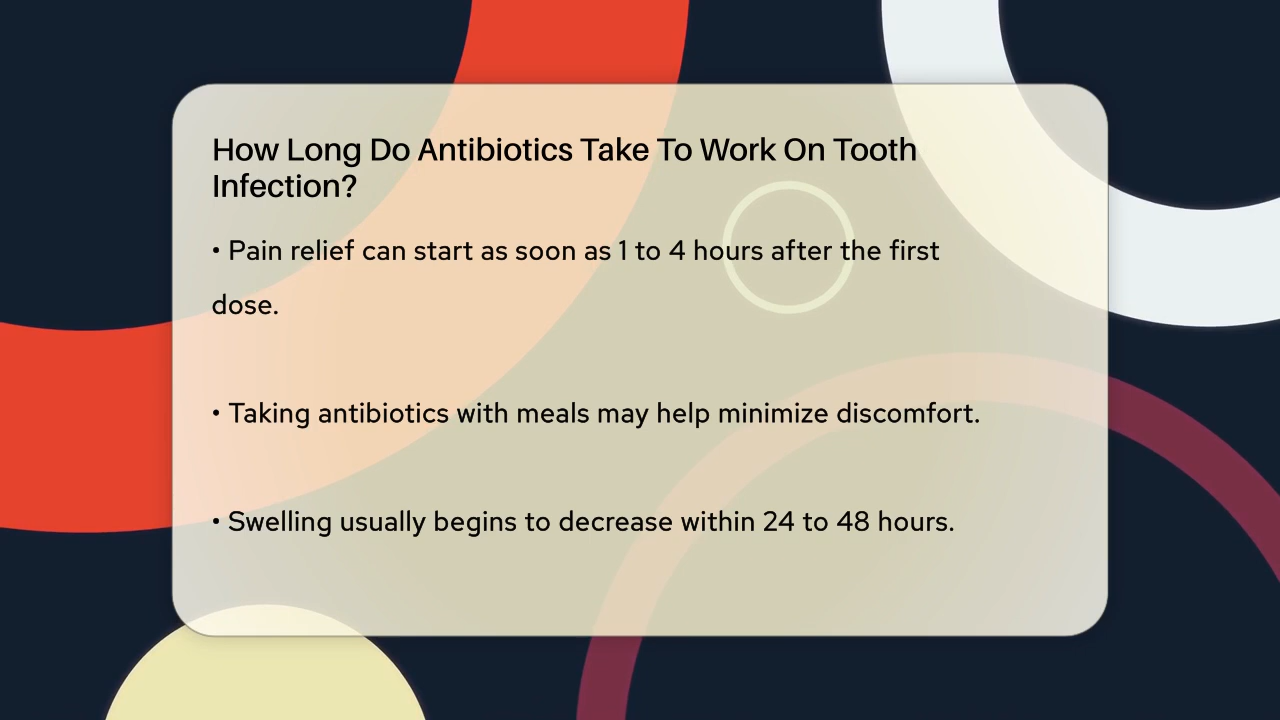 How Long Do Antibiotics Take To Work On Tooth
Infection?
• Pain relief can start as soon as 1 to 4 hours after the first
dose.
• Taking antibiotics with meals may help minimize discomfort.
• Swelling usually begins to decrease within 24 to 48 hours.